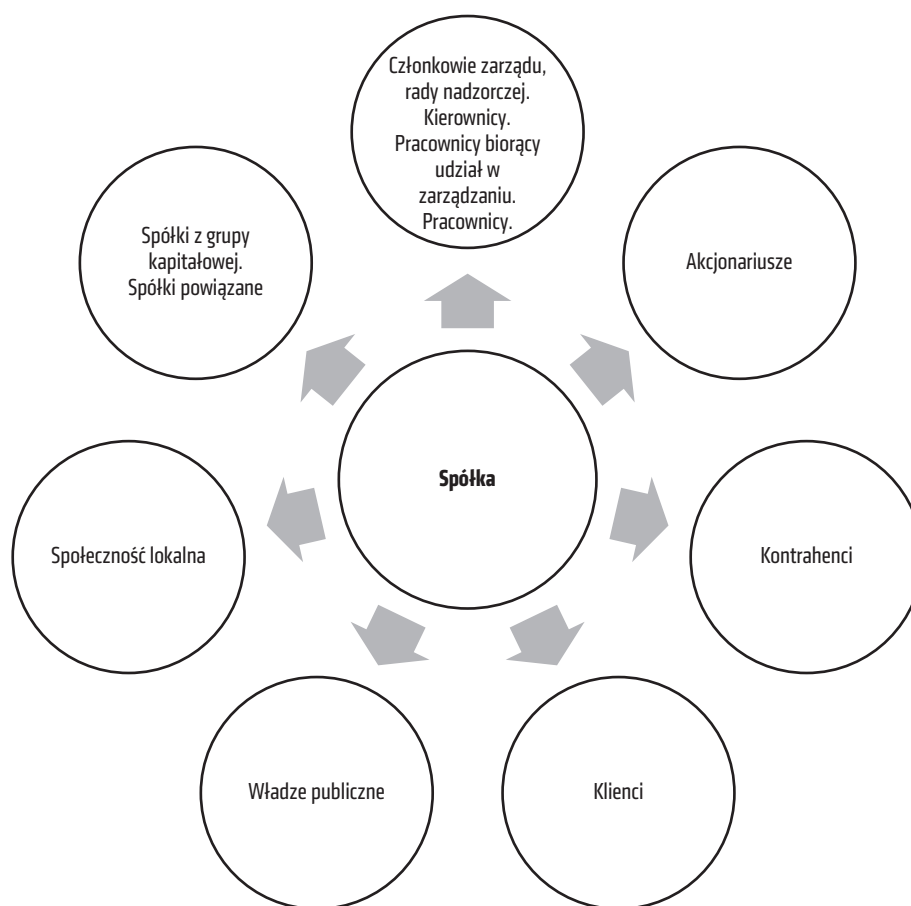 Członkowie zarządu,
rady nadzorczej.
Kierownicy.
Pracownicy biorący
udział w
zarządzaniu.
Pracownicy.
Spółki z grupy
kapitałowej.
Spółki powiązane
Akcjonariusze
Spółka
Społeczność lokalna
Kontrahenci
Władze publiczne
Klienci